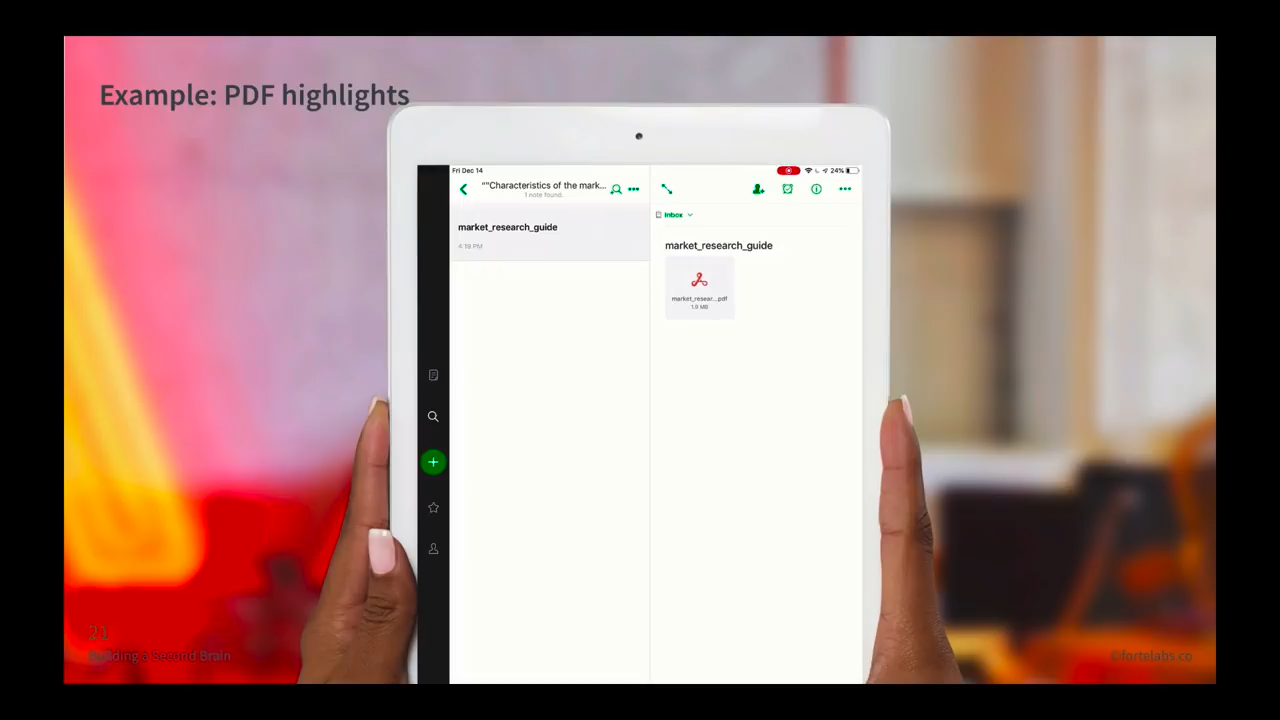 Example: PDF highlights
Fri Dec 14
24%
""Characteristics of the mark...
1 note found.
Inbox
market_research_guide
4:19 PM
market_research_guide
market_resear...pdf
1.9 MB
21
Building a Second Brain
©fortelabs.co